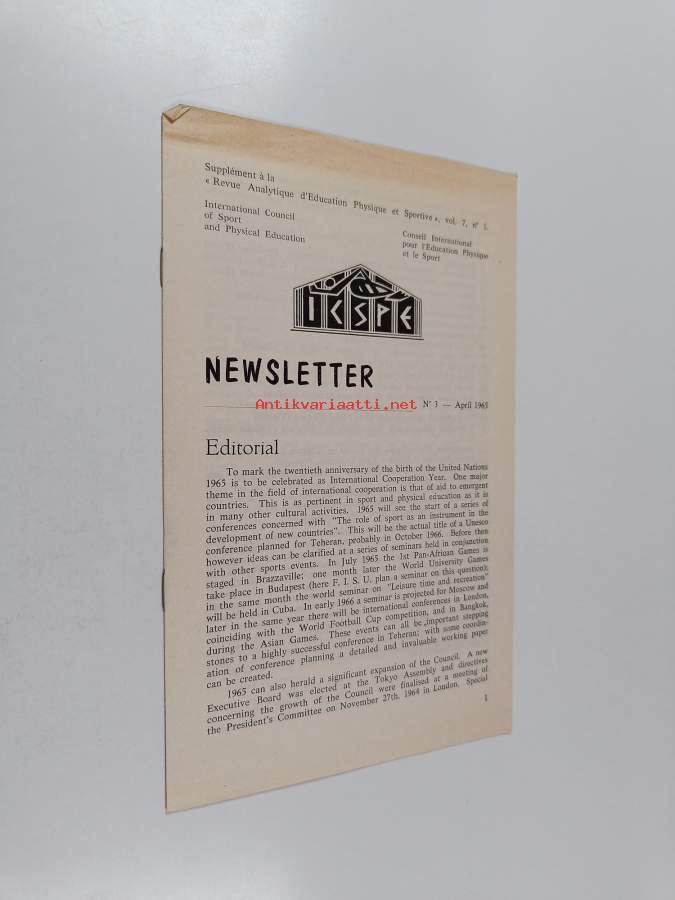 Supplément à la
« Revue Analytique d'Education Physique et Sportive », vol. 7, n° 1.
International Council
of Sport
and Physical Education
Conseil International
pour l'Education Physique
et le Sport
ICSPE
NEWSLETTER
Antikvariaatti.net
N° 3 — April 1965
Editorial
To mark the twentieth anniversary of the birth of the United Nations
1965 is to be celebrated as International Cooperation Year. One major
theme in the field of international cooperation is that of aid to emergent
countries. This is as pertinent in sport and physical education as it is
in many other cultural activities. 1965 will see the start of a series of
conferences concerned with "The role of sport as an instrument in the
development of new countries". This will be the actual title of a Unesco
conference planned for Teheran, probably in October 1966. Before then
however ideas can be clarified at a series of seminars held in conjunction
with other sports events. In July 1965 the 1st Pan-African Games is
staged in Brazzaville; one month later the World University Games
take place in Budapest (here F. I. S. U. plan a seminar on this question);
in the same month the world seminar on "Leisure time and recreation"
will be held in Cuba. In early 1966 a seminar is projected for Moscow and
later in the same year there will be international conferences in London,
coinciding with the World Football Cup competition, and in Bangkok,
during the Asian Games. These events can all be important stepping
stones to a highly successful conference in Teheran: with some coordin-
ation of conference planning a detailed and invaluable working paper
can be created.
1965 can also herald a significant expansion of the Council. A new
Executive Board was elected at the Tokyo Assembly and directives
concerning the growth of the Council were finalised at a meeting of
the President's Committee on November 27th. 1964 in London. Special
1